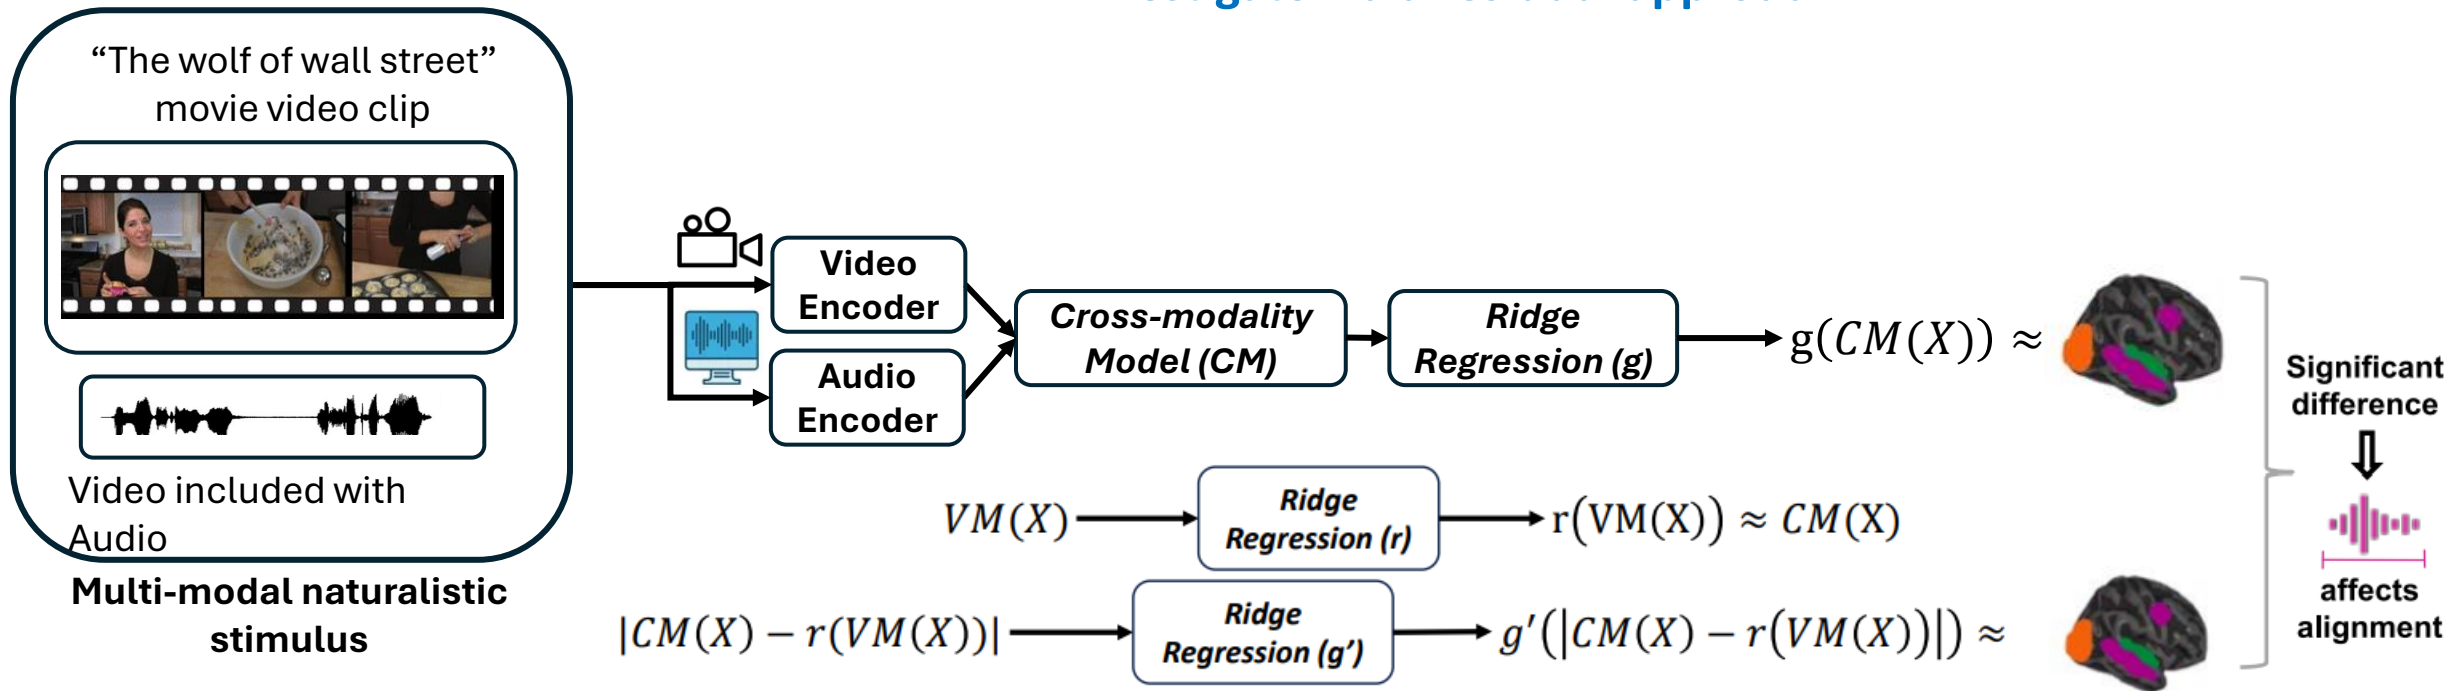 “The wolf of wall street”
movie video clip
Video included with
Audio
Multi-modal naturalistic
stimulus
Video
Encoder
Audio
Encoder
Cross-modality
Model (CM)
Ridge
Regression (g)
g(CM(X)) ≈
VM(X)
Ridge
Regression (r)
r(VM(X)) ≈ CM(X)
|CM(X) − r(VM(X))|
Ridge
Regression (g’)
g′(|CM(X) − r(VM(X))|) ≈
Significant
difference
affects
alignment